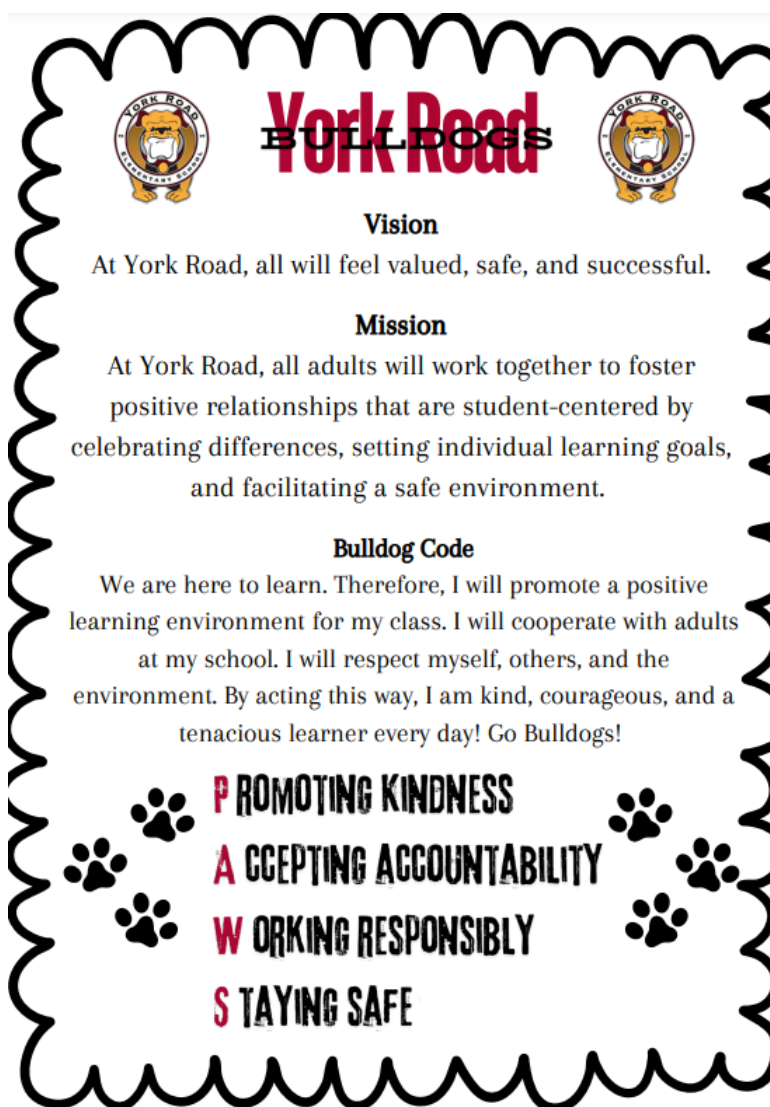 York Road
BULLDOGS
YORK ROAD
ELEMENTARY SCHOOL
YORK ROAD
ELEMENTARY SCHOOL
Vision
At York Road, all will feel valued, safe, and successful.
Mission
At York Road, all adults will work together to foster
positive relationships that are student-centered by
celebrating differences, setting individual learning goals,
and facilitating a safe environment.
Bulldog Code
We are here to learn. Therefore, I will promote a positive
learning environment for my class. I will cooperate with adults
at my school. I will respect myself, others, and the
environment. By acting this way, I am kind, courageous, and a
tenacious learner every day! Go Bulldogs!
PROMOTING KINDNESS
ACCEPTING ACCOUNTABILITY
WORKING RESPONSIBLY
STAYING SAFE